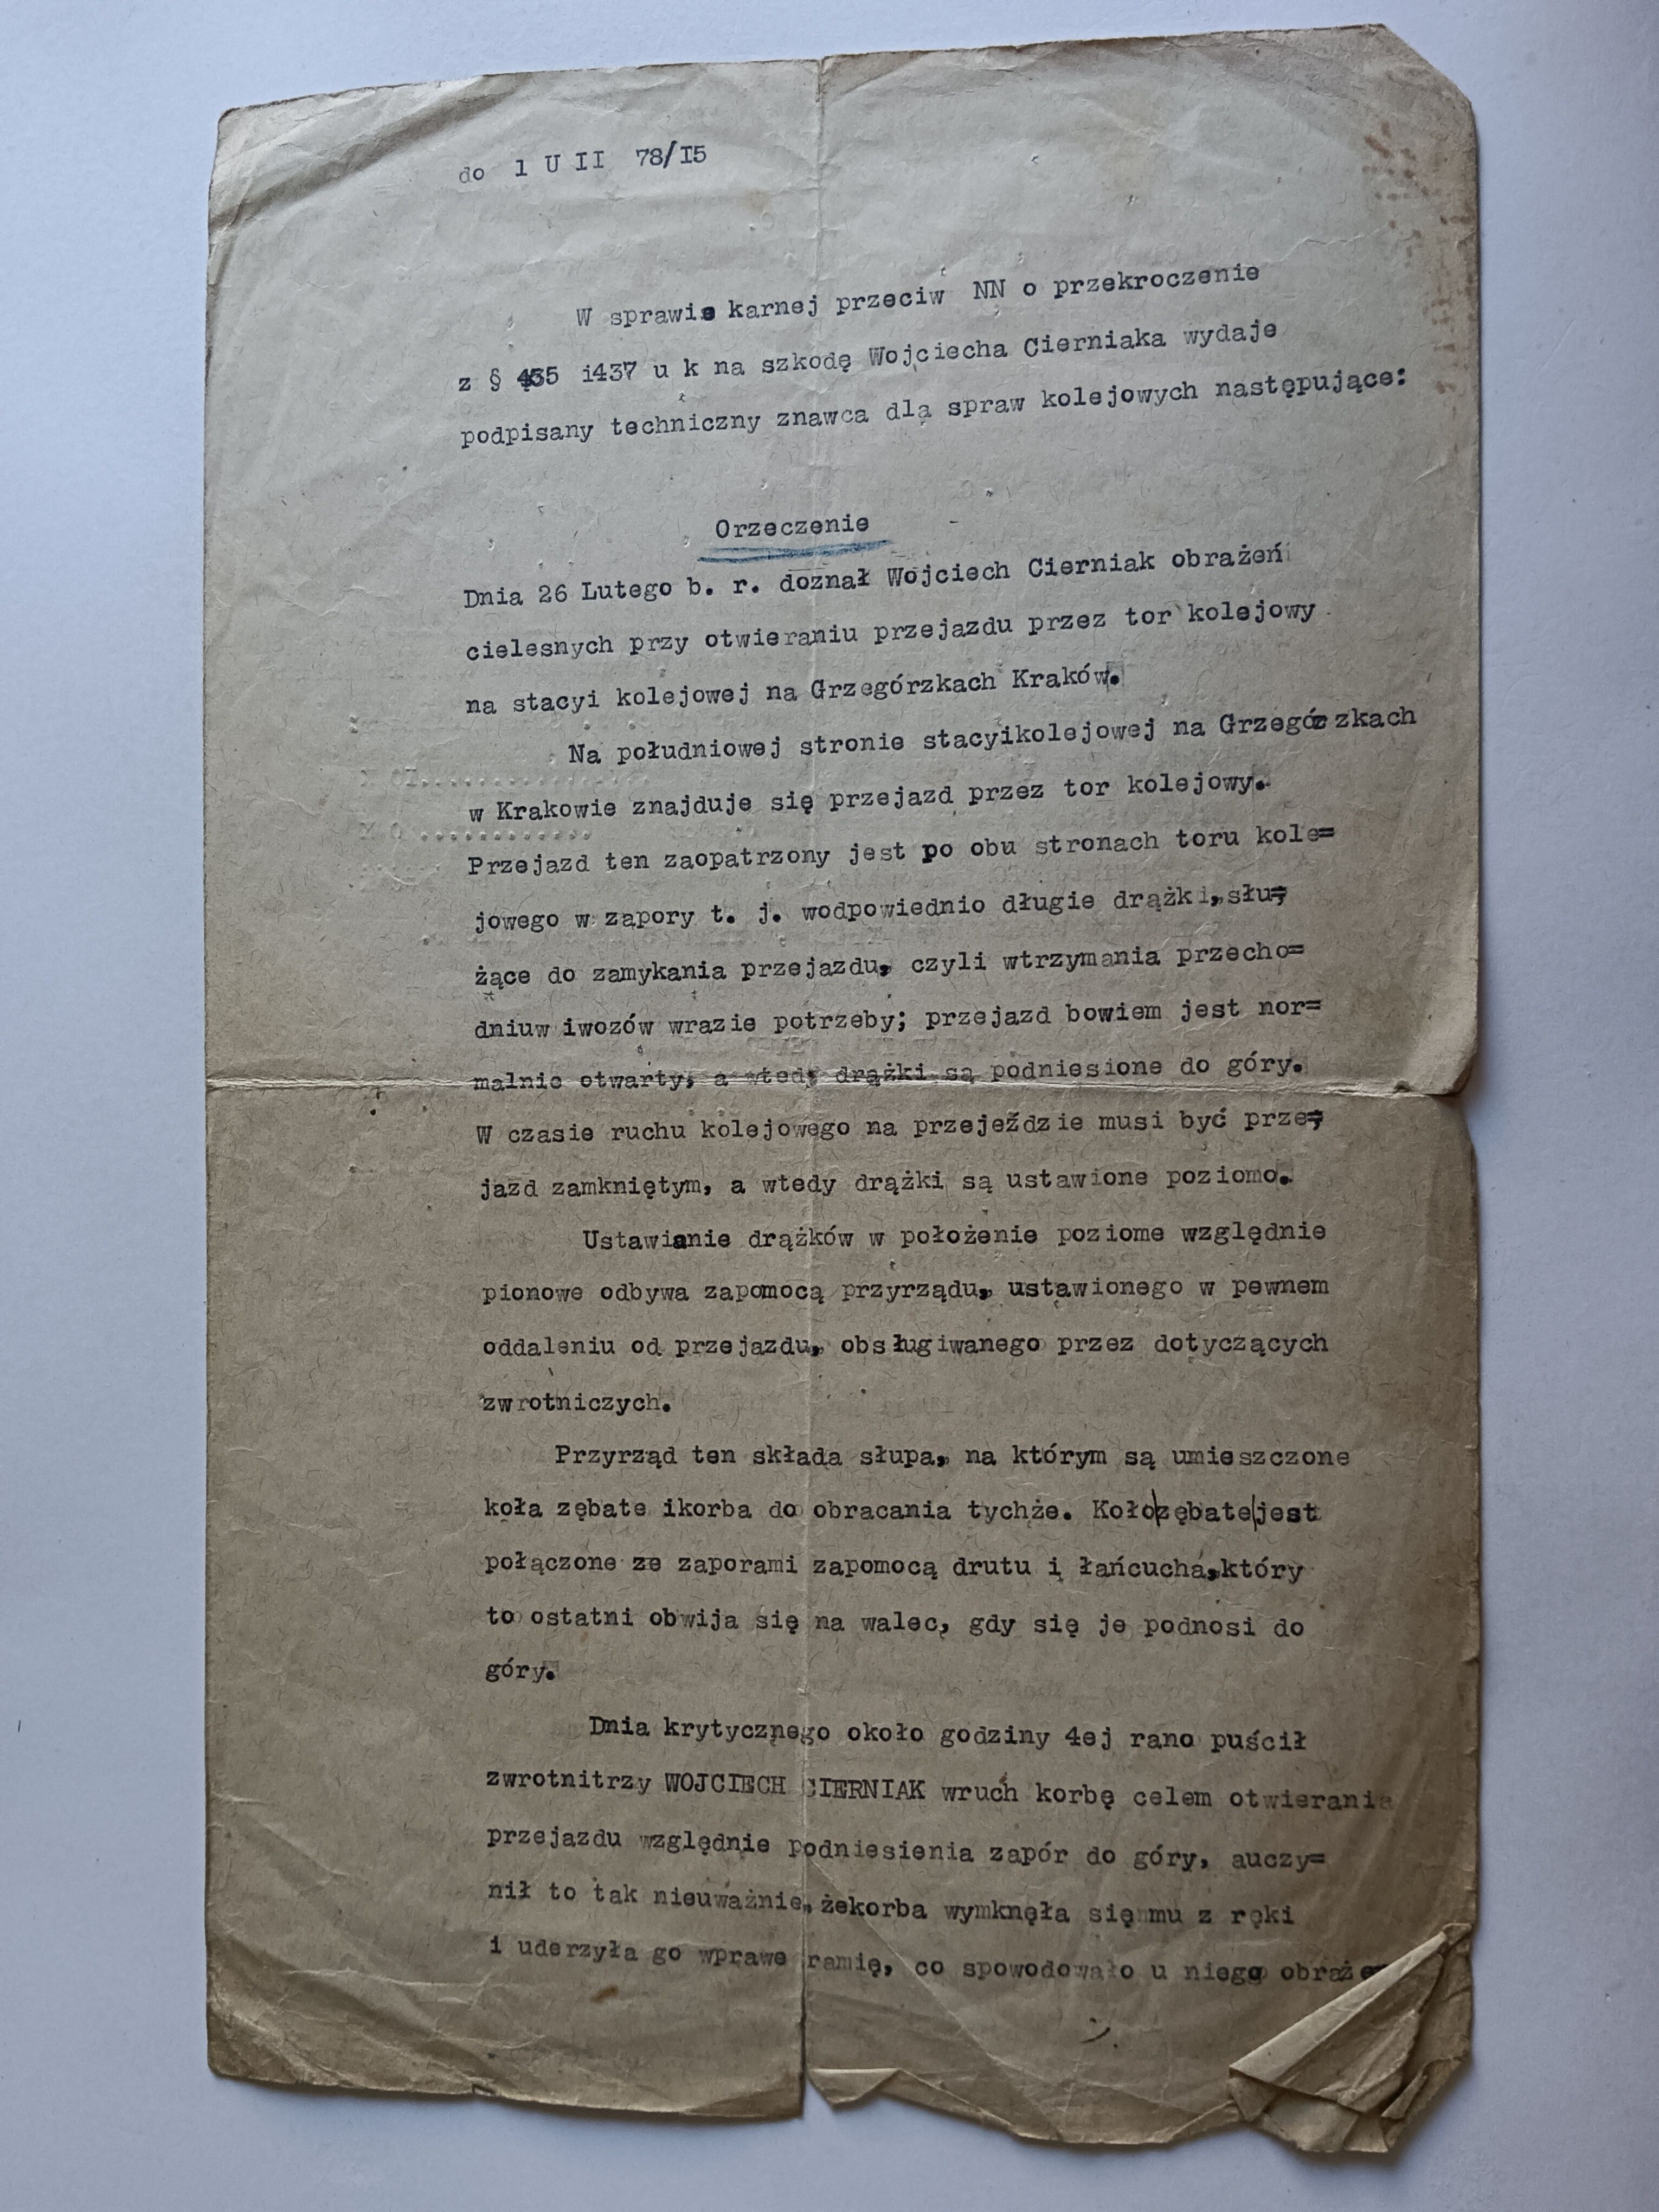 do 1 U II 78/I5
W sprawie karnej przeciw NN o przekroczenie
z § 435 i437 u k na szkodę Wojciecha Cierniaka wydaje
podpisany techniczny znawca dla spraw kolejowych następujące:
Orzeczenie
Dnia 26 Lutego b. r. doznał Wojciech Cierniak obrażeń
cielesnych przy otwieraniu przejazdu przez tor kolejowy
na stacyi kolejowej na Grzegórzkach Kraków.
Na południowej stronie stacyikolejowej na Grzegórzkach
w Krakowie znajduje się przejazd przez tor kolejowy.
Przejazd ten zaopatrzony jest po obu stronach toru kole=
jowego w zapory t. j. wodpowiednio długie drążki, słu=
żące do zamykania przejazdu, czyli wtrzymania przecho=
dniuw iwozów wrazie potrzeby; przejazd bowiem jest nor=
malnie otwarty, a wtedy drążki są podniesione do góry.
W czasie ruchu kolejowego na przejeździe musi być prze=
jazd zamkniętym, a wtedy drążki są ustawione poziomo.
Ustawianie drążków w położenie poziome względnie
pionowe odbywa zapomocą przyrządu, ustawionego w pewnem
oddaleniu od przejazdu, obsługiwanego przez dotyczących
zwrotniczych.
Przyrząd ten składa słupa, na którym są umieszczone
koła zębate ikorba do obracania tychże. Koło|zębate|jest
połączone ze zaporami zapomocą drutu i łańcucha,który
to ostatni obwija się na walec, gdy się je podnosi do
góry.
Dnia krytycznego około godziny 4ej rano puścił
zwrotnitrzy WOJCIECH CIERNIAK wruch korbę celem otwierania
przejazdu względnie podniesienia zapór do góry, auczy=
nił to tak nieuważnie, żekorba wymknęła się mu z ręki
i uderzyła go wprawe ramię, co spowodowało u niego